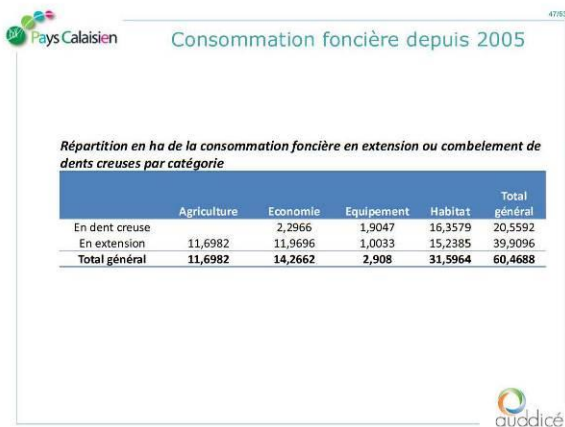 47/63
Pays Calaisien
Consommation foncière depuis 2005
Répartition en ha de la consommation foncière en extension ou combelement de
dents creuses par catégorie
Agriculture Economie Equipement Habitat Total général
En dent creuse 2,2966 1,9047 16,3579 20,5592
En extension 11,6982 11,9696 1,0033 15,2385 39,9096
Total général 11,6982 14,2662 2,908 31,5964 60,4688
auddicé